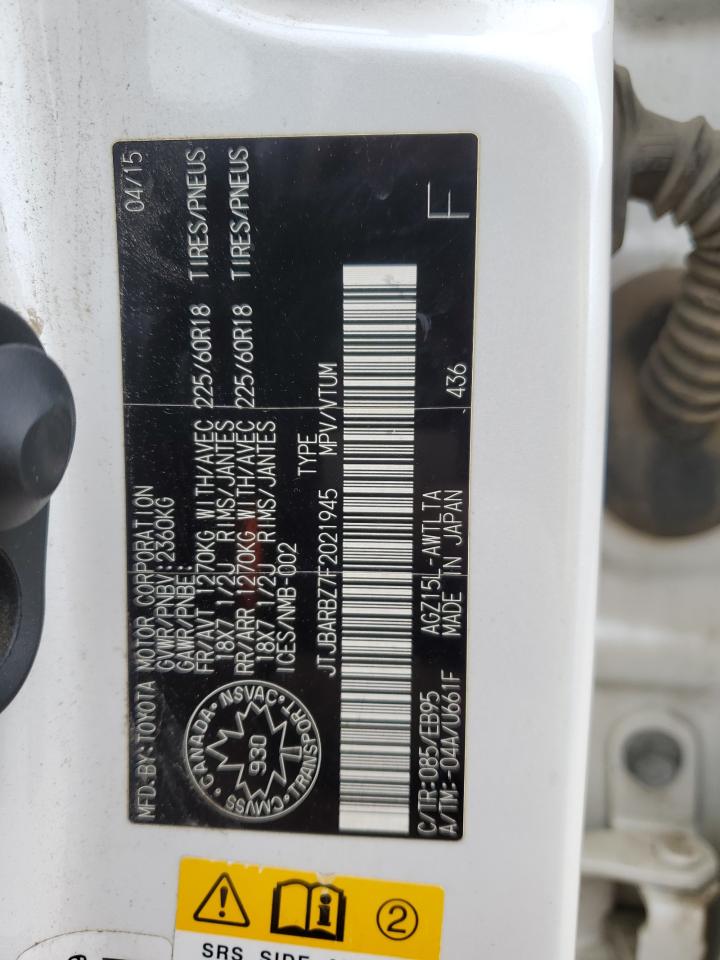 MFD. BY: TOYOTA MOTOR CORPORATION 04/15
GVWR/PNBV: 2360KG
GAWR/PNBE:
FR/AVT 1270KG WITH/AVEC 225/60R18 TIRES/PNEUS
18X7 1/2J RIMS/JANTES
RR/ARR 1270KG WITH/AVEC 225/60R18 TIRES/PNEUS
18X7 1/2J RIMS/JANTES
ICES/NMB-002
CANADA • NSVAC • TRANSPORT • CMVSS •
930
TYPE
JTJBARBZ7F2021945 MPV/VTUM
C/TR:085/EB95 AGZ15L-AWTLTA
A/TM:-04A/U661F MADE IN JAPAN 436
F
2
SRS SIDE